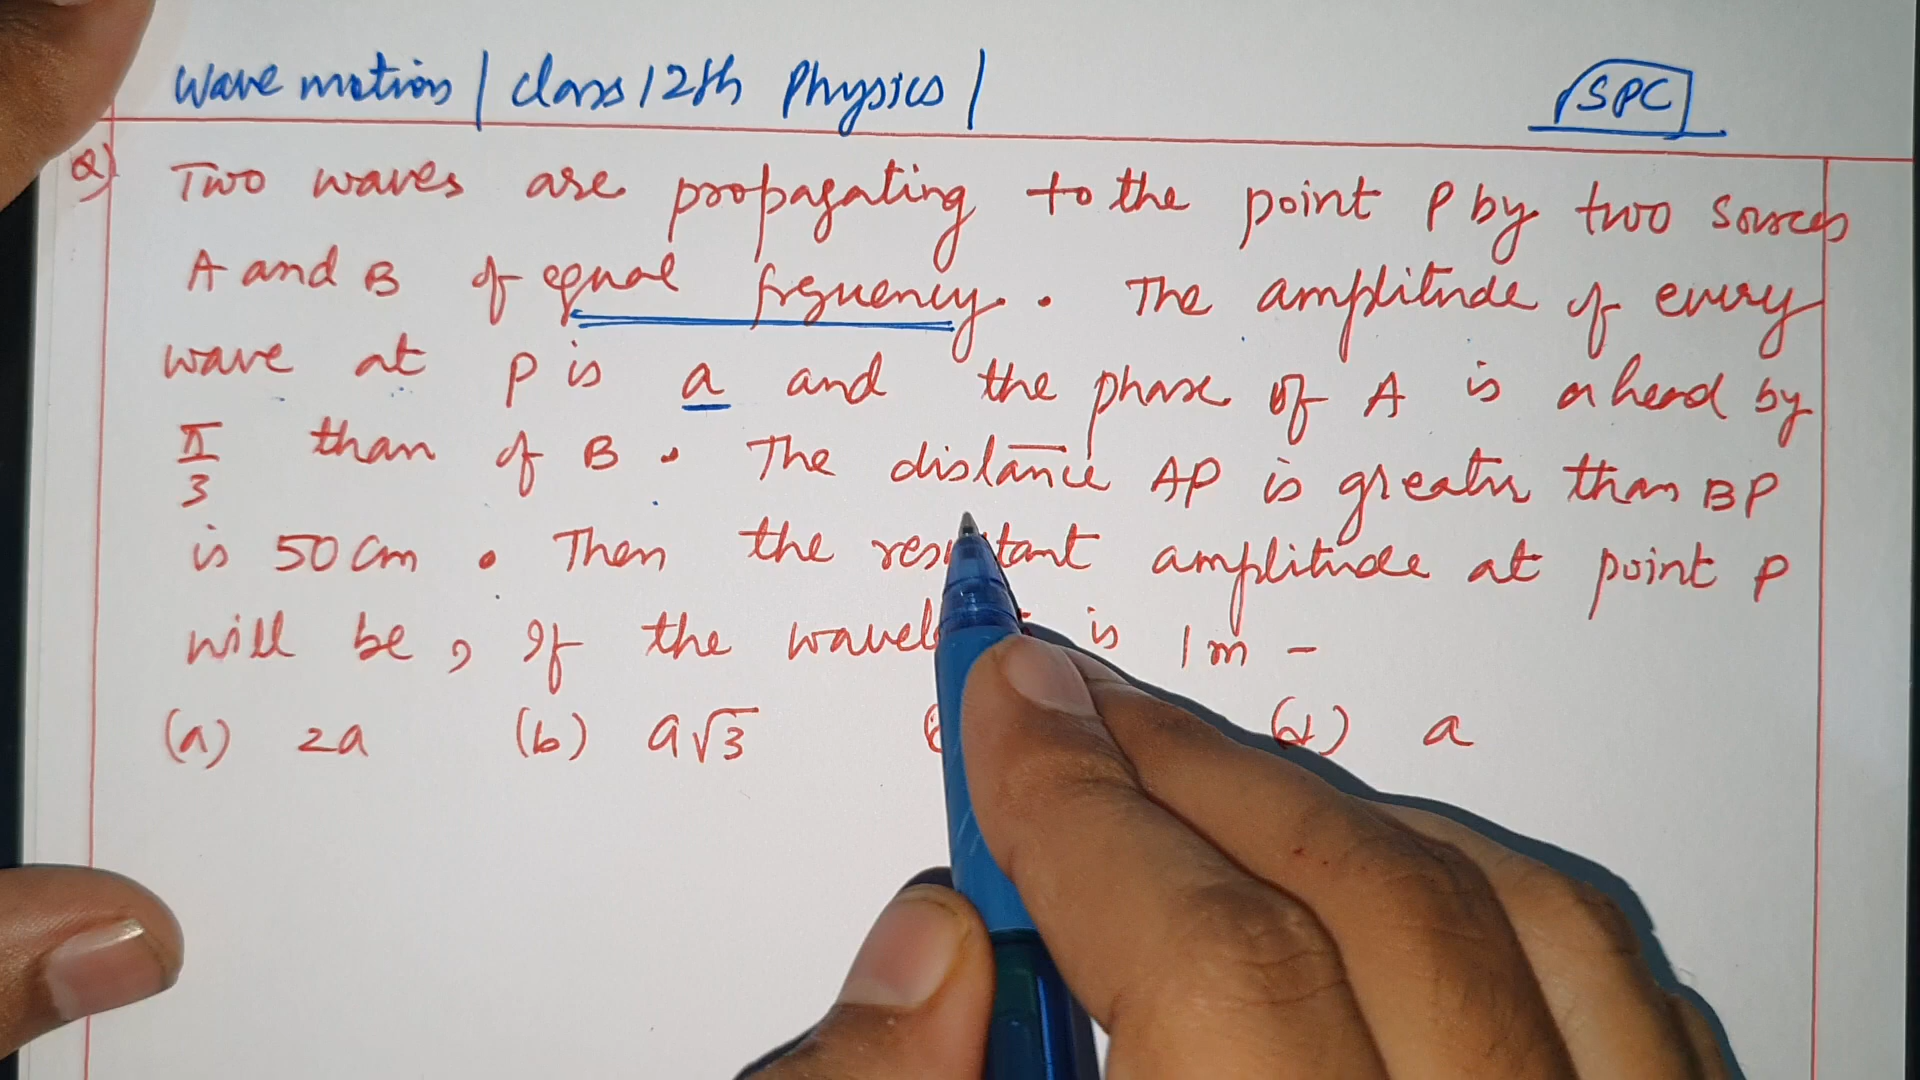 Wave motion | class 12th Physics |
SPC
Q) Two waves are propagating to the point P by two sources
A and B of equal frequency. . The amplitude of every
wave at P is a and the phase of A is ahead by
π/3 than of B . The distance AP is greater than BP
is 50 cm . Then the amplitude at point P
will be , If the is 1 m -
(a) 2a (b) a√3 (d) a